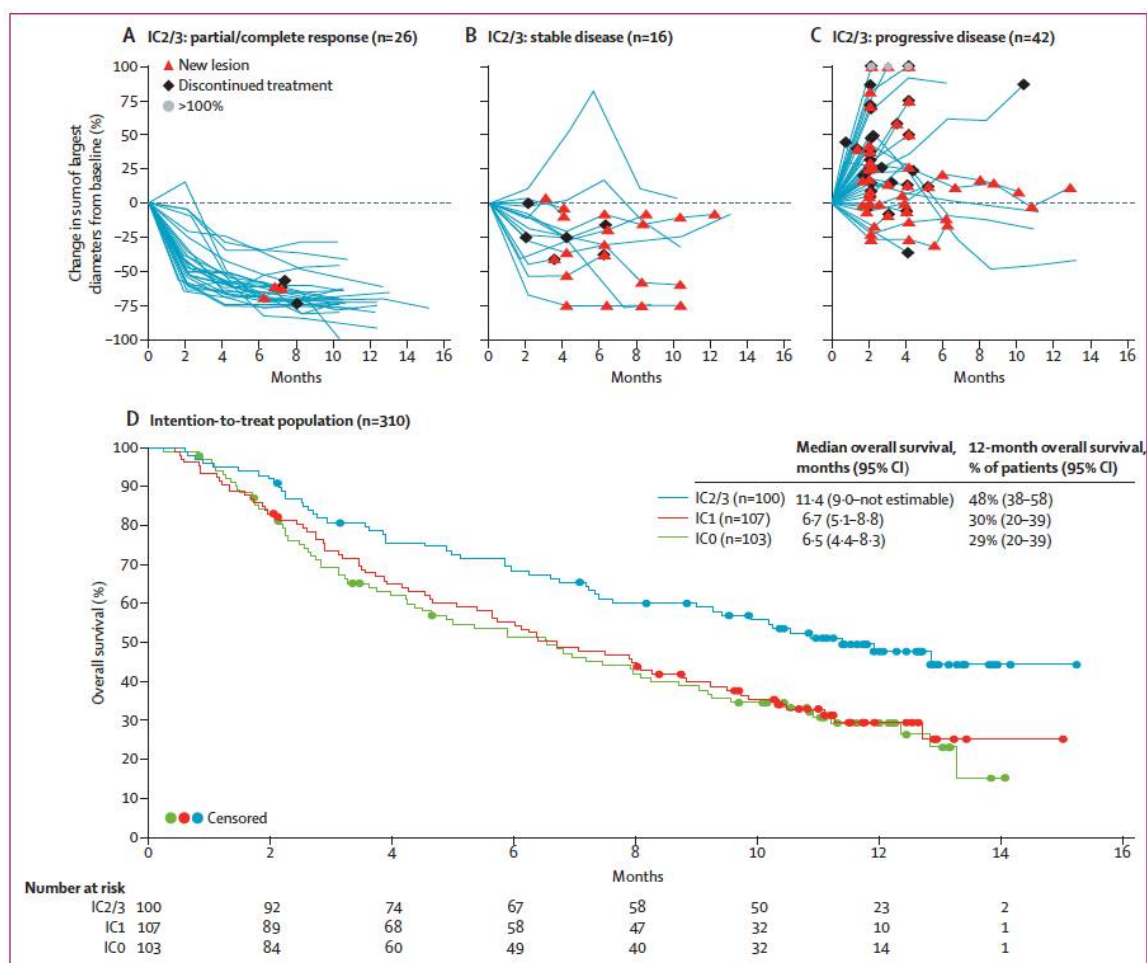 A IC2/3: partial/complete response (n=26)
B IC2/3: stable disease (n=16)
C IC2/3: progressive disease (n=42)
New lesion
Discontinued treatment
>100%
Change in sum of largest
diameters from baseline (%)
100
75
50
25
0
−25
−50
−75
−100
0 2 4 6 8 10 12 14 16
Months
0 2 4 6 8 10 12 14 16
Months
0 2 4 6 8 10 12 14 16
Months
D Intention-to-treat population (n=310)
Median overall survival, 12-month overall survival,
months (95% CI) % of patients (95% CI)
IC2/3 (n=100) 11·4 (9·0–not estimable) 48% (38–58)
IC1 (n=107) 6·7 (5·1–8·8) 30% (20–39)
IC0 (n=103) 6·5 (4·4–8·3) 29% (20–39)
Overall survival (%)
100
90
80
70
60
50
40
30
20
10
0
Censored
0 2 4 6 8 10 12 14 16
Months
Number at risk
IC2/3 100 92 74 67 58 50 23 2
IC1 107 89 68 58 47 32 10 1
IC0 103 84 60 49 40 32 14 1